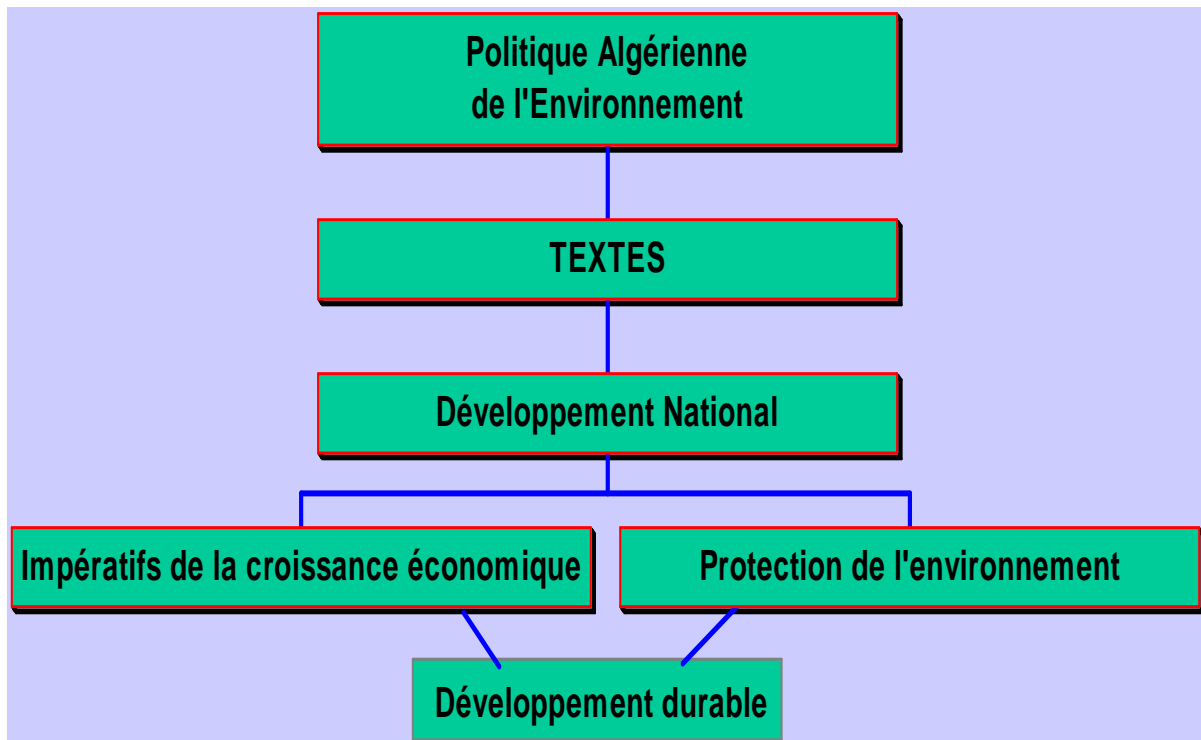 Politique Algérienne
de l'Environnement
TEXTES
Développement National
Impératifs de la croissance économique
Protection de l'environnement
Développement durable